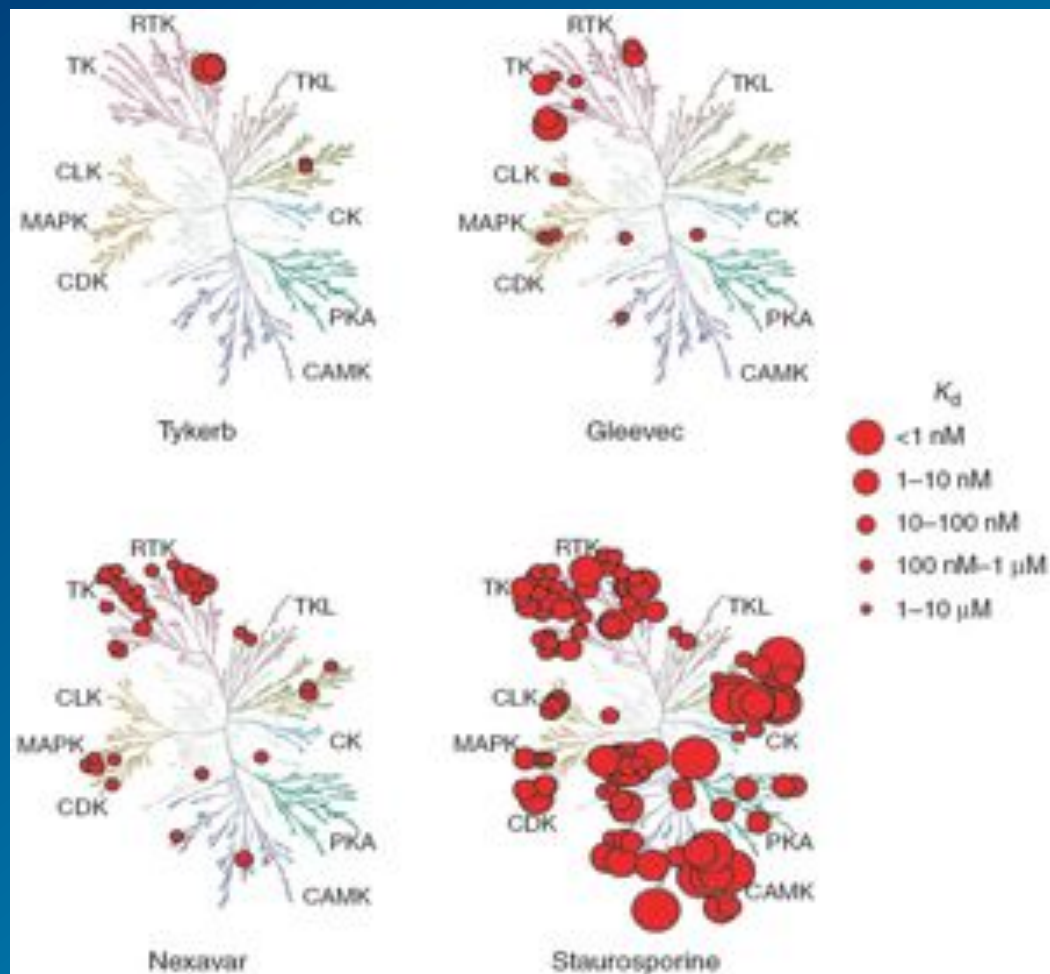 RTK
TK
TKL
CLK
MAPK
CK
CDK
PKA
CAMK
Tykerb
RTK
TK
TKL
CLK
MAPK
CK
CDK
PKA
CAMK
Gleevec
RTK
TK
TKL
CLK
MAPK
CK
CDK
PKA
CAMK
Nexavar
RTK
TK
TKL
CLK
MAPK
CK
CDK
PKA
CAMK
Staurosporine
Kd
<1 nM
1–10 nM
10–100 nM
100 nM–1 μM
1–10 μM